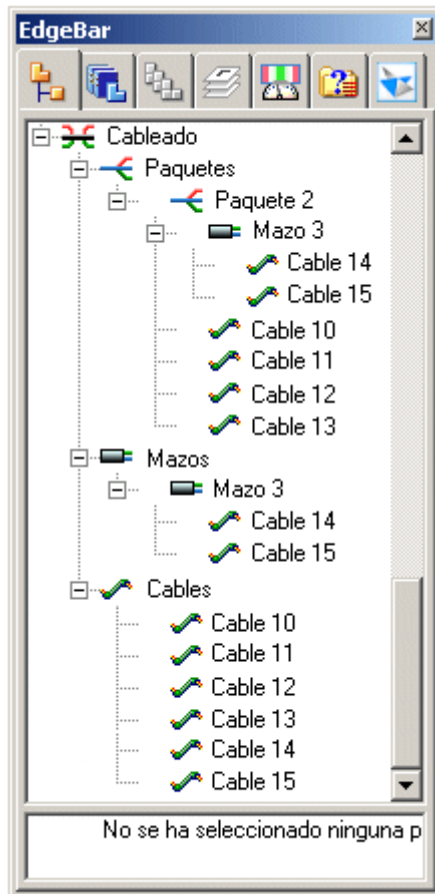 EdgeBar
Cableado
Paquetes
Paquete 2
Mazo 3
Cable 14
Cable 15
Cable 10
Cable 11
Cable 12
Cable 13
Mazos
Mazo 3
Cable 14
Cable 15
Cables
Cable 10
Cable 11
Cable 12
Cable 13
Cable 14
Cable 15
No se ha seleccionado ninguna p